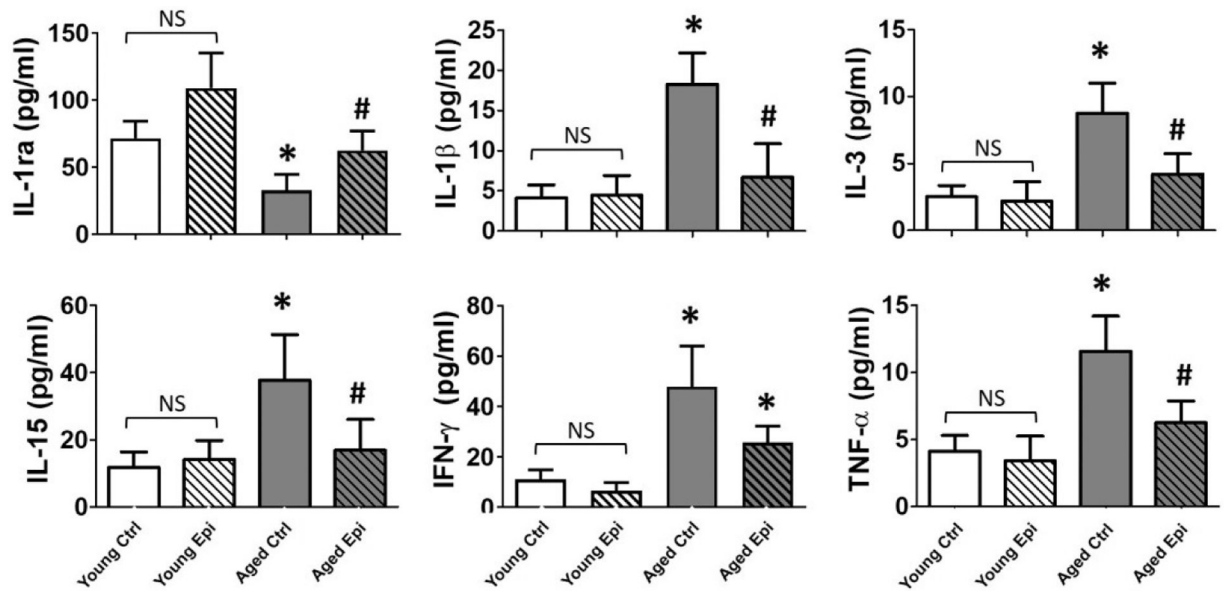 IL-1ra (pg/ml)
150
100
50
0
NS
*
#
IL-1β (pg/ml)
25
20
15
10
5
0
NS
*
#
IL-3 (pg/ml)
15
10
5
0
NS
*
#
IL-15 (pg/ml)
60
40
20
0
NS
*
#
Young Ctrl
Young Epi
Aged Ctrl
Aged Epi
IFN-γ (pg/ml)
80
60
40
20
0
NS
*
*
Young Ctrl
Young Epi
Aged Ctrl
Aged Epi
TNF-α (pg/ml)
15
10
5
0
NS
*
#
Young Ctrl
Young Epi
Aged Ctrl
Aged Epi